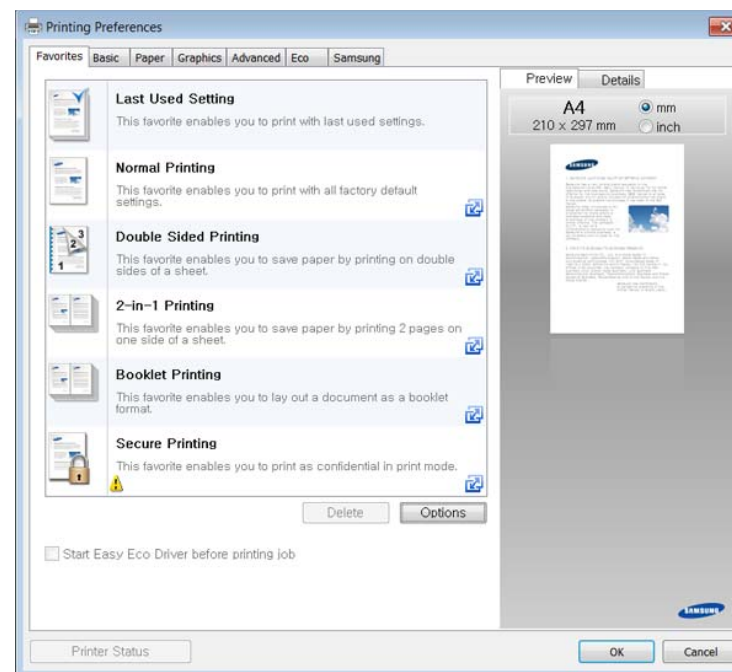 Printing Preferences
Favorites Basic Paper Graphics Advanced Eco Samsung
Last Used Setting
This favorite enables you to print with last used settings.
Normal Printing
This favorite enables you to print with all factory default
settings.
Double Sided Printing
This favorite enables you to save paper by printing on double
sides of a sheet.
2-in-1 Printing
This favorite enables you to save paper by printing 2 pages on
one side of a sheet.
Booklet Printing
This favorite enables you to lay out a document as a booklet
format.
Secure Printing
This favorite enables you to print as confidential in print mode.
Delete Options
Start Easy Eco Driver before printing job
Printer Status
Preview Details
A4
210 x 297 mm
mm
inch
SAMSUNG
SAMSUNG
OK Cancel